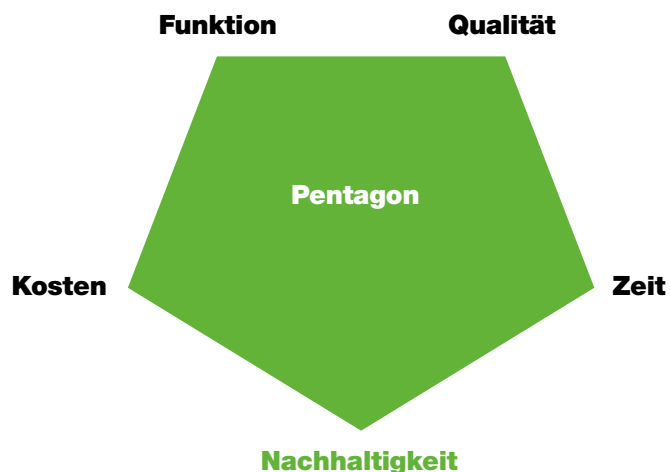 Funktion
Qualität
Pentagon
Kosten
Zeit
Nachhaltigkeit